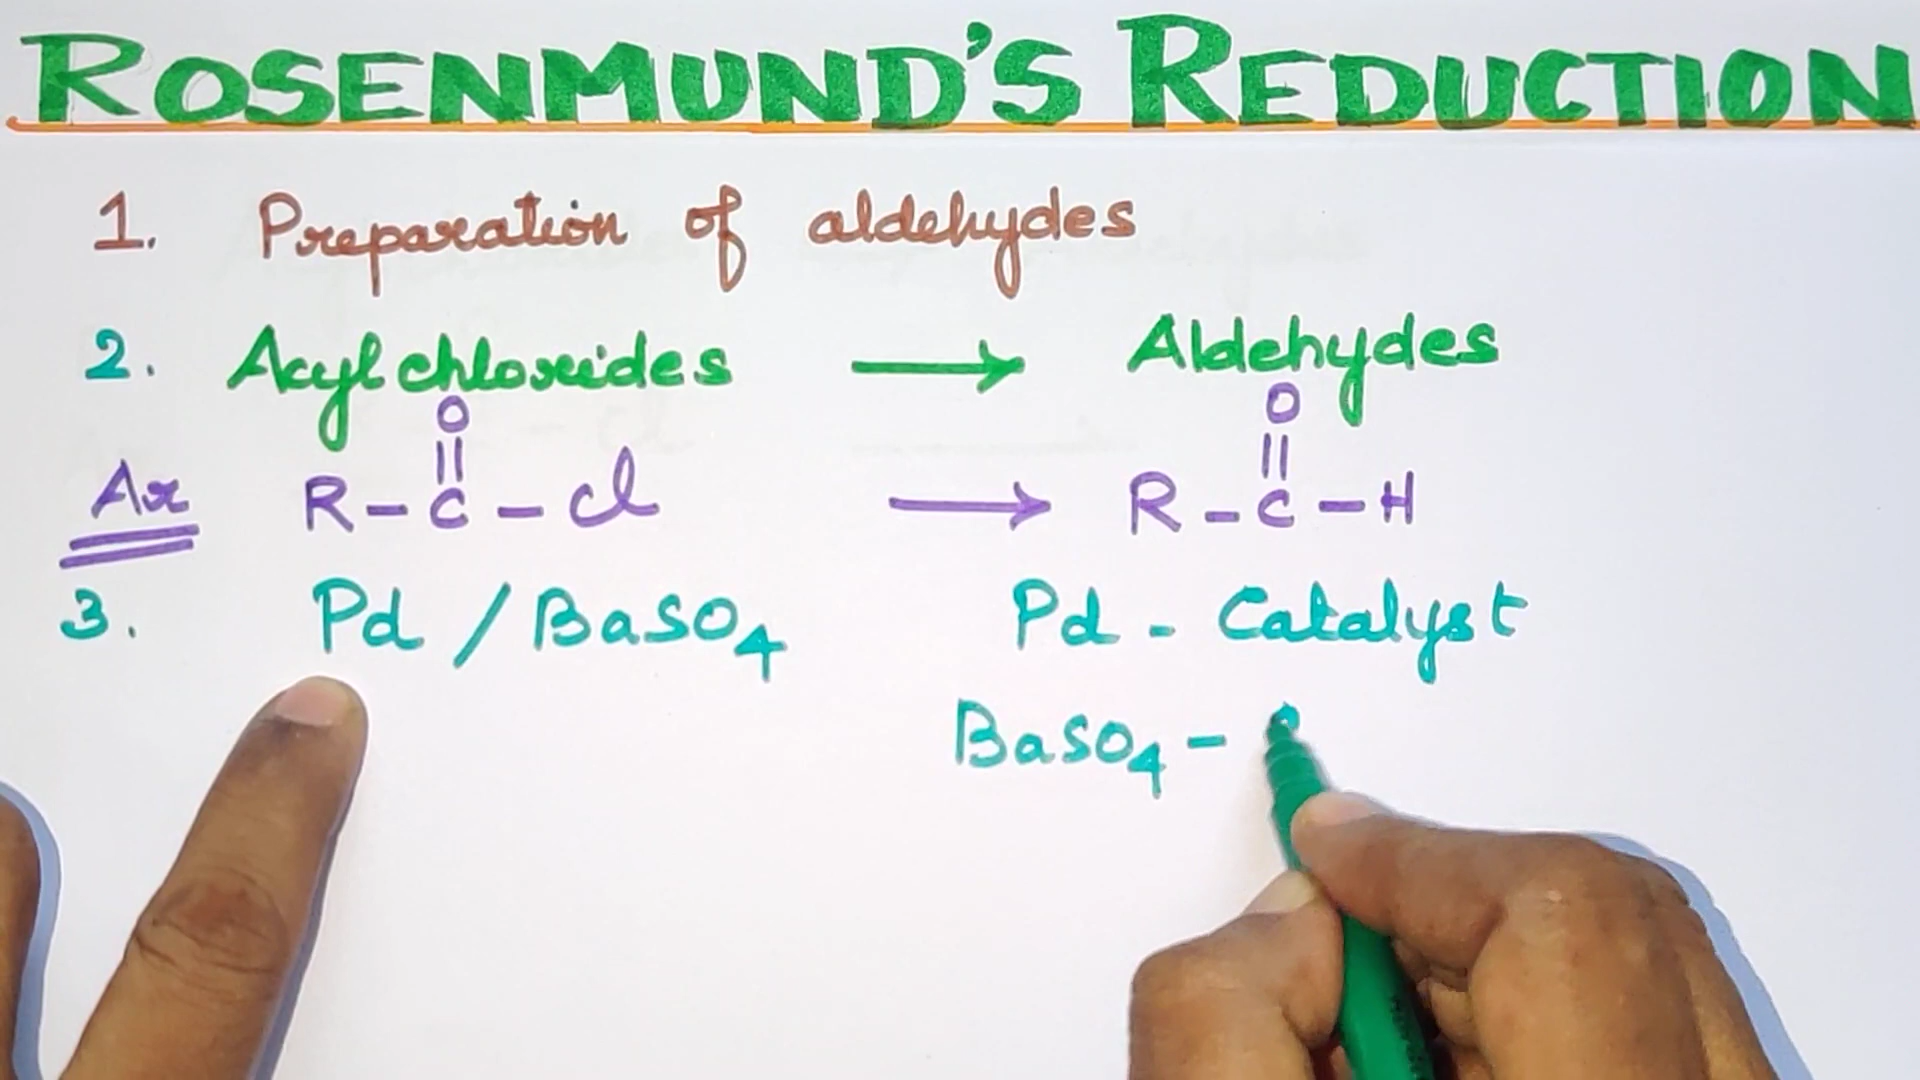 ROSENMUND'S REDUCTION
1. Preparation of aldehydes
2. Acyl chlorides → Aldehydes
O O
Ar R-C-Cl → R-C-H
3. Pd / BaSO4 Pd - Catalyst
BaSO4 -